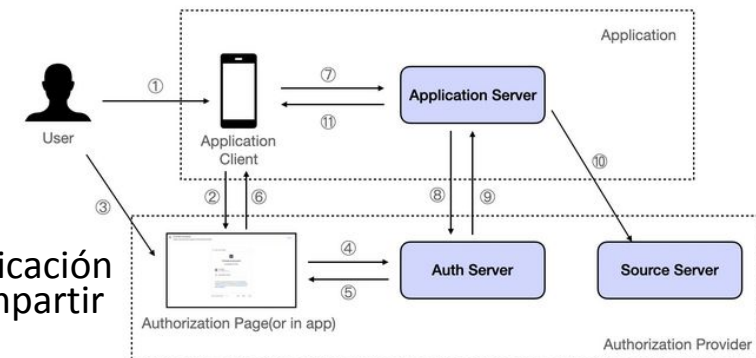 Application
①
⑦
Application Server
⑪
User
Application
Client
③
②
⑥
⑧
⑨
⑩
icación
mpartir
④
Auth Server
⑤
Source Server
Authorization Page(or in app)
Authorization Provider